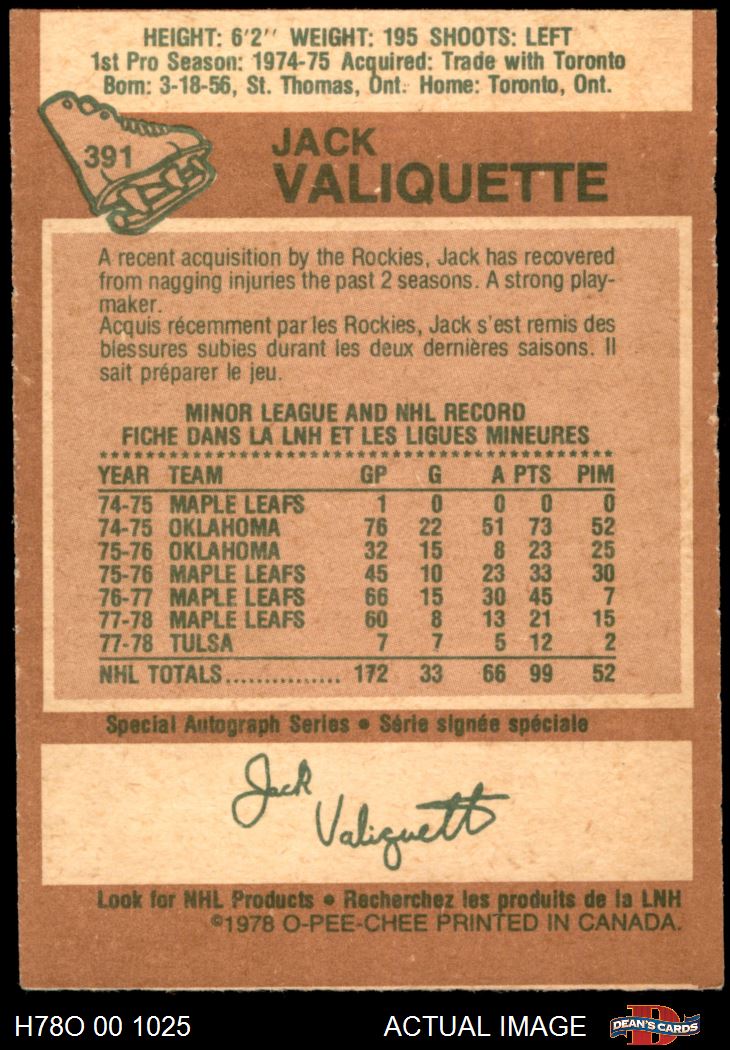 HEIGHT: 6'2'' WEIGHT: 195 SHOOTS: LEFT
1st Pro Season: 1974-75 Acquired: Trade with Toronto
Born: 3-18-56, St. Thomas, Ont. Home: Toronto, Ont.
391
JACK
VALIQUETTE
A recent acquisition by the Rockies, Jack has recovered
from nagging injuries the past 2 seasons. A strong play-
maker.
Acquis récemment par les Rockies, Jack s'est remis des
blessures subies durant les deux dernières saisons. Il
sait préparer le jeu.
MINOR LEAGUE AND NHL RECORD
FICHE DANS LA LNH ET LES LIGUES MINEURES
YEAR TEAM GP G A PTS PIM
74-75 MAPLE LEAFS 1 0 0 0 0
74-75 OKLAHOMA 76 22 51 73 52
75-76 OKLAHOMA 32 15 8 23 25
75-76 MAPLE LEAFS 45 10 23 33 30
76-77 MAPLE LEAFS 66 15 30 45 7
77-78 MAPLE LEAFS 60 8 13 21 15
77-78 TULSA 7 7 5 12 2
NHL TOTALS............... 172 33 66 99 52
Special Autograph Series • Série signée spéciale
Jack
Valiquett
Look for NHL Products • Recherchez les produits de la LNH
©1978 O-PEE-CHEE PRINTED IN CANADA.
H78O 00 1025 ACTUAL IMAGE D DEAN'S CARDS